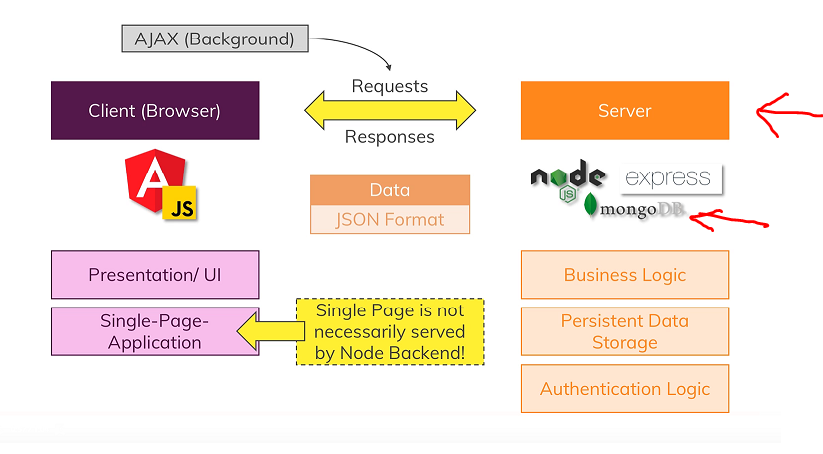 AJAX (Background)
Requests
Client (Browser)
Server
Responses
A
JS
node
JS
express
mongoDB
Data
JSON Format
Presentation/ UI
Business Logic
Single-Page-
Application
Single Page is not
necessarily served
by Node Backend!
Persistent Data
Storage
Authentication Logic